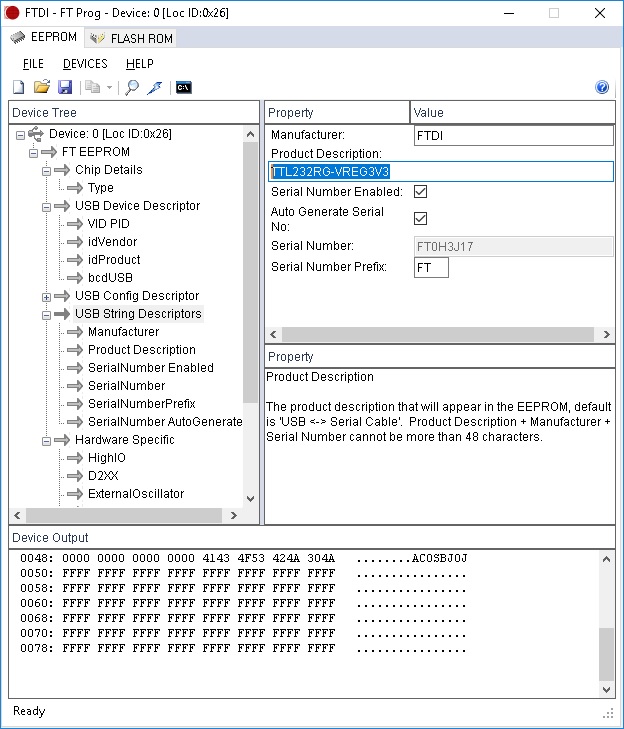 FTDI - FT Prog - Device: 0 [Loc ID:0x26]
EEPROM
FLASH ROM
FILE DEVICES HELP
Device Tree
Device: 0 [Loc ID:0x26]
FT EEPROM
Chip Details
Type
USB Device Descriptor
VID PID
idVendor
idProduct
bcdUSB
USB Config Descriptor
USB String Descriptors
Manufacturer
Product Description
SerialNumber Enabled
SerialNumber
SerialNumberPrefix
SerialNumber AutoGenerate
Hardware Specific
HighIO
D2XX
ExternalOscillator
Property Value
Manufacturer: FTDI
Product Description:
TTL232RG-VREG3V3
Serial Number Enabled:
Auto Generate Serial
No:
Serial Number: FT0H3J17
Serial Number Prefix: FT
Property
Product Description
The product description that will appear in the EEPROM, default
is 'USB <-> Serial Cable'. Product Description + Manufacturer +
Serial Number cannot be more than 48 characters.
Device Output
0048: 0000 0000 0000 0000 4143 4F53 424A 304A ........ACOSBJ0J
0050: FFFF FFFF FFFF FFFF FFFF FFFF FFFF FFFF ................
0058: FFFF FFFF FFFF FFFF FFFF FFFF FFFF FFFF ................
0060: FFFF FFFF FFFF FFFF FFFF FFFF FFFF FFFF ................
0068: FFFF FFFF FFFF FFFF FFFF FFFF FFFF FFFF ................
0070: FFFF FFFF FFFF FFFF FFFF FFFF FFFF FFFF ................
0078: FFFF FFFF FFFF FFFF FFFF FFFF FFFF FFFF ................
Ready